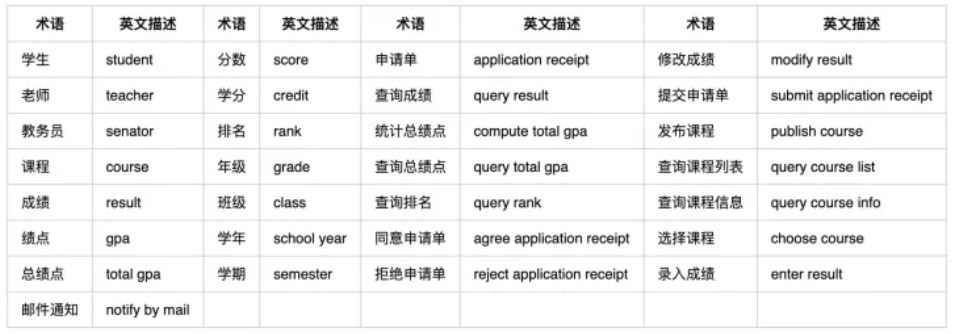 术语 英文描述 术语 英文描述 术语 英文描述 术语 英文描述
学生 student 分数 score 申请单 application receipt 修改成绩 modify result
老师 teacher 学分 credit 查询成绩 query result 提交申请单 submit application receipt
教务员 senator 排名 rank 统计总绩点 compute total gpa 发布课程 publish course
课程 course 年级 grade 查询总绩点 query total gpa 查询课程列表 query course list
成绩 result 班级 class 查询排名 query rank 查询课程信息 query course info
绩点 gpa 学年 school year 同意申请单 agree application receipt 选择课程 choose course
总绩点 total gpa 学期 semester 拒绝申请单 reject application receipt 录入成绩 enter result
邮件通知 notify by mail